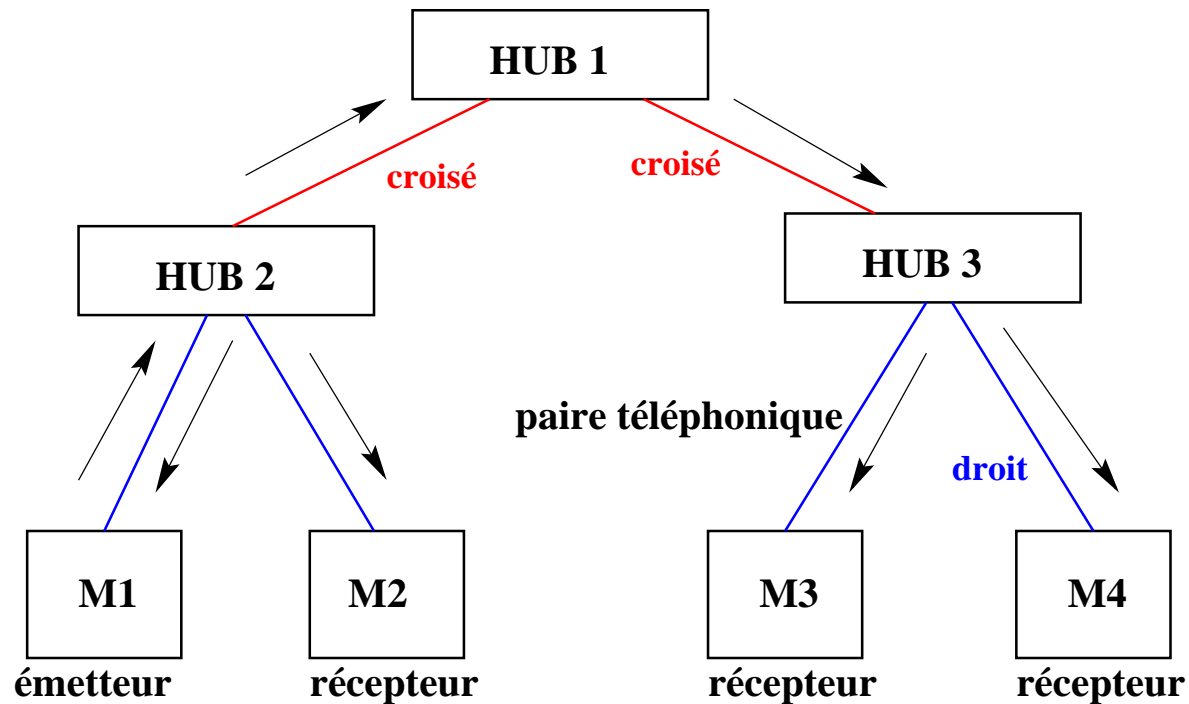 HUB 1
croisé
croisé
HUB 2
HUB 3
paire téléphonique
droit
M1
M2
M3
M4
émetteur
récepteur
récepteur
récepteur